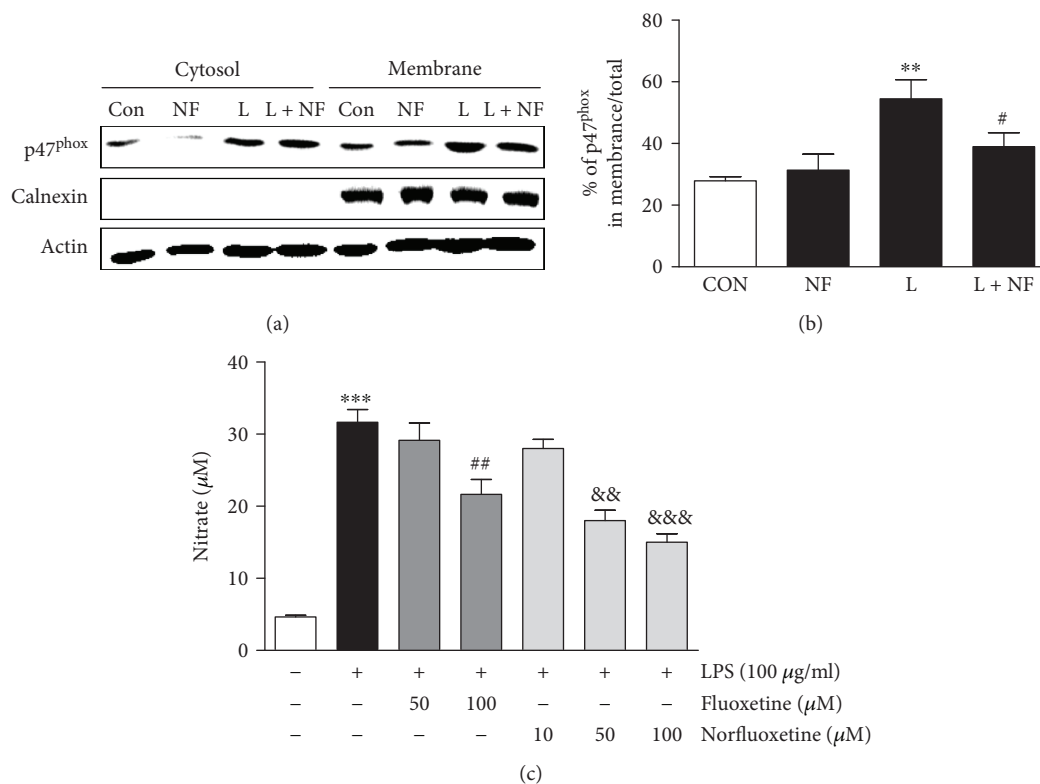 Cytosol Membrane
Con NF L L + NF Con NF L L + NF
p47phox
Calnexin
Actin
(a)
% of p47phox
in membrance/total
80
60
40
20
0
**
#
CON NF L L + NF
(b)
Nitrate (μM)
40
30
20
10
0
***
##
&&
&&&
– + + + + + + LPS (100 μg/ml)
– – 50 100 – – – Fluoxetine (μM)
– – – – 10 50 100 Norfluoxetine (μM)
(c)